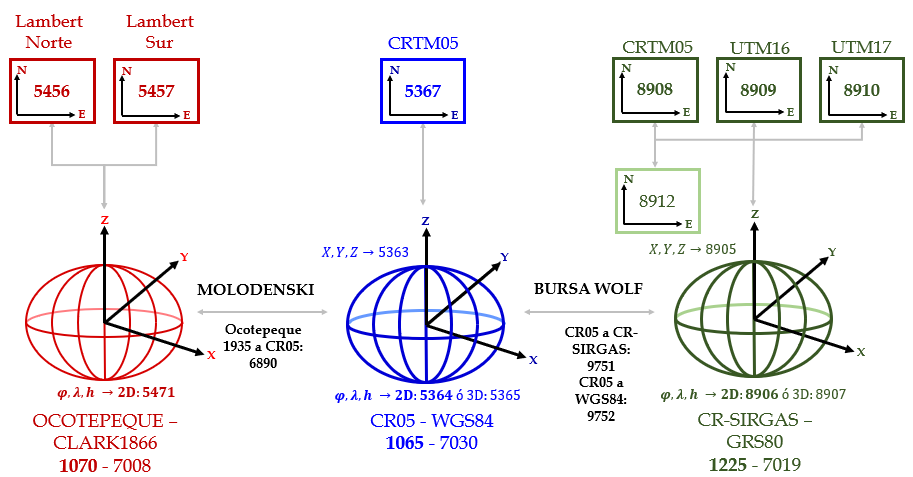 Lambert
Norte
Lambert
Sur
CRTM05
CRTM05
UTM16
UTM17
N
5456
E
N
5457
E
N
5367
E
N
8908
E
N
8909
E
N
8910
E
N
8912
E
Z
Y
X
Z
Y
X
Z
Y
X
X,Y,Z → 5363
X,Y,Z → 8905
MOLODENSKI
Ocotepeque
1935 a CR05:
6890
BURSA WOLF
CR05 a CR-
SIRGAS:
9751
CR05 a
WGS84:
9752
φ, λ, h → 2D: 5471
φ, λ, h → 2D: 5364 ó 3D: 5365
φ, λ, h → 2D: 8906 ó 3D: 8907
OCOTEPEQUE –
CLARK1866
1070 - 7008
CR05 - WGS84
1065 - 7030
CR-SIRGAS –
GRS80
1225 - 7019